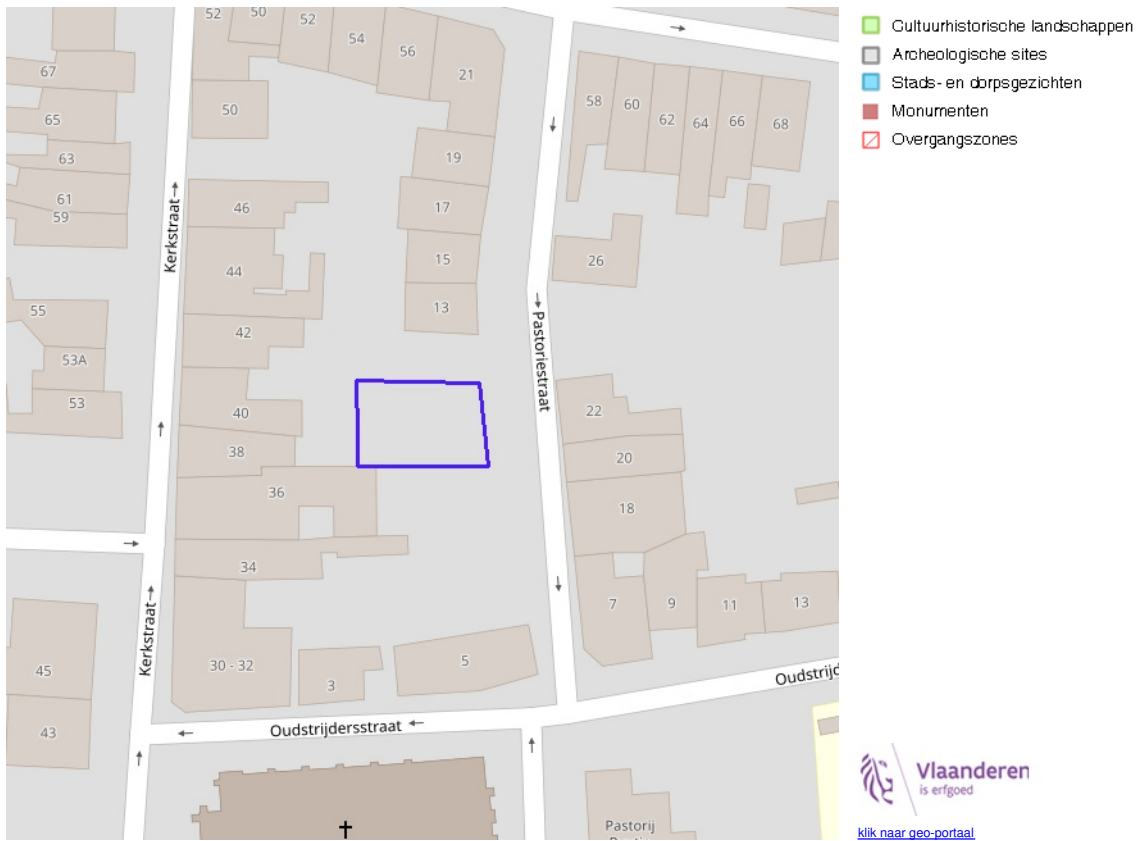 52
50
52
54
56
21
67
65
63
61
59
50
46
44
42
40
38
36
34
30 - 32
3
5
19
17
15
13
58
60
62
64
66
68
26
22
20
18
7
9
11
13
55
53A
53
45
43
Kerkstraat
Kerkstraat
Pastoriestraat
Oudstrijdersstraat
Oudstrijd
Pastorij
Cultuurhistorische landschappen
Archeologische sites
Stads- en dorpsgezichten
Monumenten
Overgangszones
Vlaanderen
is erfgoed
klik naar geo-portaal